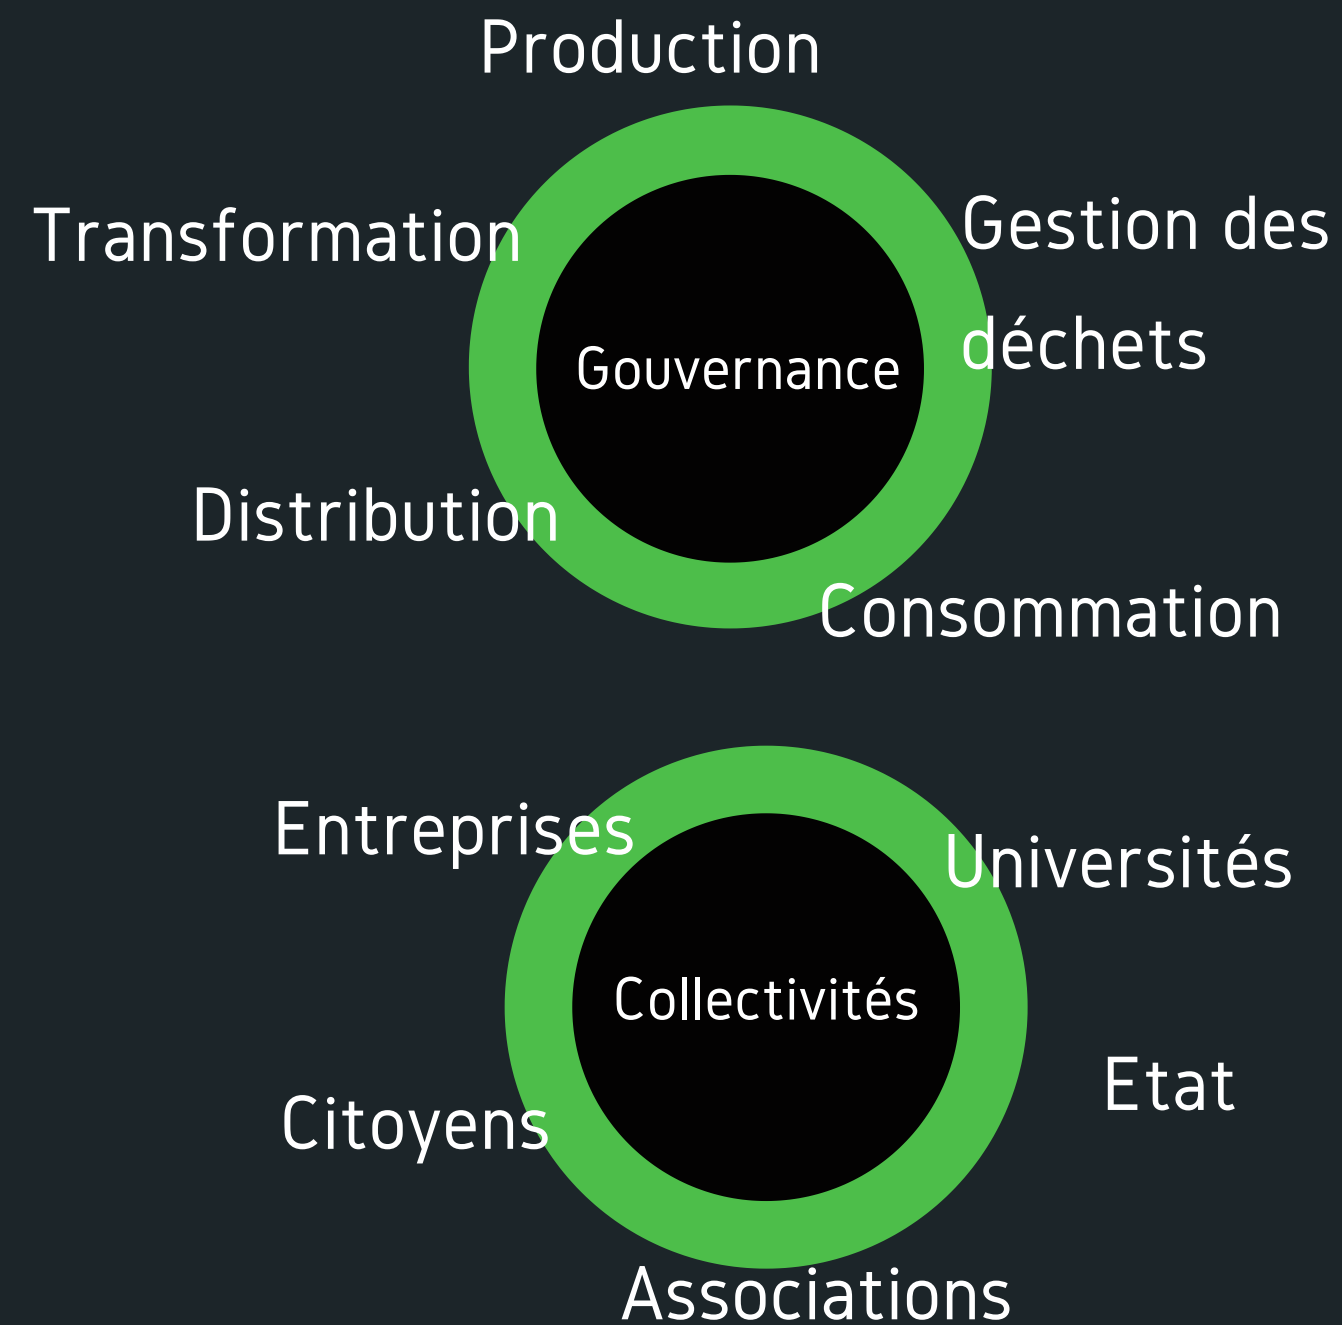 Production
Transformation
Gestion des
déchets
Gouvernance
Distribution
Consommation
Entreprises
Universités
Collectivités
Etat
Citoyens
Associations